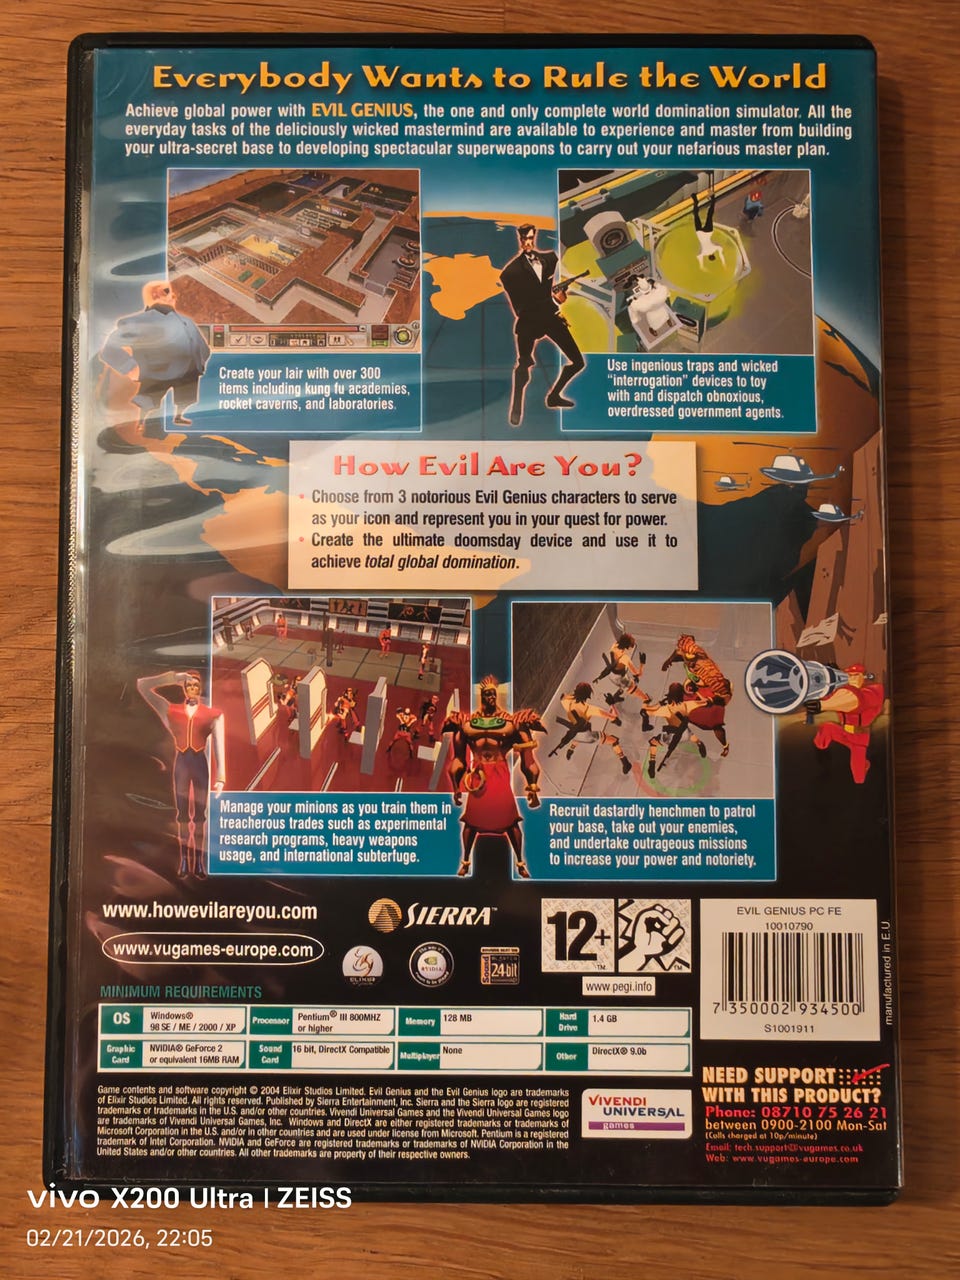 Everybody Wants to Rule the World
Achieve global power with EVIL GENIUS, the one and only complete world domination simulator. All the
everyday tasks of the deliciously wicked mastermind are available to experience and master from building
your ultra-secret base to developing spectacular superweapons to carry out your nefarious master plan.
Create your lair with over 300
items including kung fu academies,
rocket caverns, and laboratories.
Use ingenious traps and wicked
"interrogation" devices to toy
with and dispatch obnoxious,
overdressed government agents.
How Evil Are You?
• Choose from 3 notorious Evil Genius characters to serve
as your icon and represent you in your quest for power.
• Create the ultimate doomsday device and use it to
achieve total global domination.
Manage your minions as you train them in
treacherous trades such as experimental
research programs, heavy weapons
usage, and international subterfuge.
Recruit dastardly henchmen to patrol
your base, take out your enemies,
and undertake outrageous missions
to increase your power and notoriety.
www.howevilareyou.com
www.vugames-europe.com
SIERRA™
ELIXIR
NVIDIA
Sound
BLASTER
24-bit
12+
™
™
www.pegi.info
EVIL GENIUS PC FE
10010790
7 350002 934500
S1001911
manufactured in E.U.
MINIMUM REQUIREMENTS
OS
Windows®
98 SE / ME / 2000 / XP
Processor
Pentium® III 800MHZ
or higher
Memory
128 MB
Hard
Drive
1.4 GB
Graphic
Card
NVIDIA® GeForce 2
or equivalent 16MB RAM
Sound
Card
16 bit, DirectX Compatible
Multiplayer
None
Other
DirectX® 9.0b
Game contents and software copyright © 2004 Elixir Studios Limited. Evil Genius and the Evil Genius logo are trademarks
of Elixir Studios Limited. All rights reserved. Published by Sierra Entertainment, Inc. Sierra and the Sierra logo are registered
trademarks or trademarks in the U.S. and/or other countries. Vivendi Universal Games and the Vivendi Universal Games logo
are trademarks of Vivendi Universal Games, Inc. Windows and DirectX are either registered trademarks or trademarks of
Microsoft Corporation in the U.S. and/or in other countries and are used under license from Microsoft. Pentium is a registered
trademark of Intel Corporation. NVIDIA and GeForce are registered trademarks or trademarks of NVIDIA Corporation in the
United States and/or other countries. All other trademarks are property of their respective owners.
VIVENDI
UNIVERSAL
games
NEED SUPPORT
WITH THIS PRODUCT?
Phone: 08710 75 26 21
between 0900-2100 Mon-Sat
(Calls charged at 10p/minute)
Email: tech.support@vugames.co.uk
Web: www.vugames-europe.com
vivo X200 Ultra | ZEISS
02/21/2026, 22:05